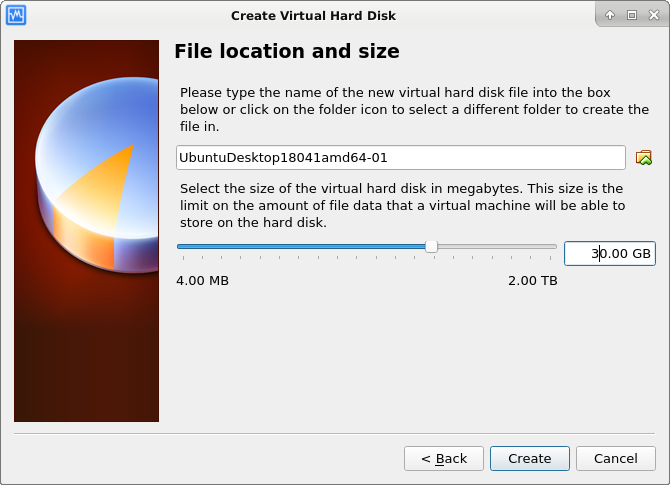 Create Virtual Hard Disk
File location and size
Please type the name of the new virtual hard disk file into the box
below or click on the folder icon to select a different folder to create the
file in.
UbuntuDesktop18041amd64-01
Select the size of the virtual hard disk in megabytes. This size is the
limit on the amount of file data that a virtual machine will be able to
store on the hard disk.
30.00 GB
4.00 MB
2.00 TB
< Back
Create
Cancel